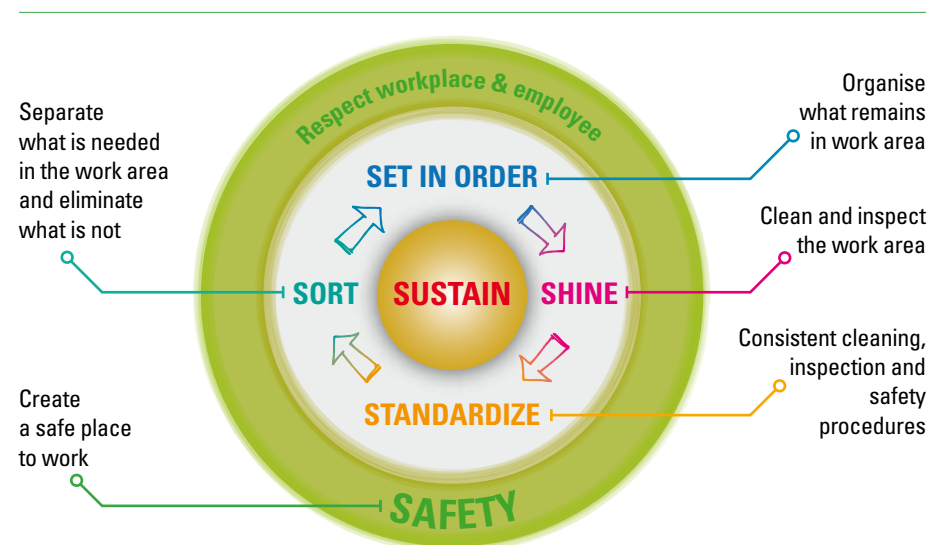 Respect workplace & employee
Separate
what is needed
in the work area
and eliminate
what is not
Organise
what remains
in work area
SET IN ORDER
Clean and inspect
the work area
SORT
SUSTAIN
SHINE
Consistent cleaning,
inspection and
safety
procedures
STANDARDIZE
Create
a safe place
to work
SAFETY